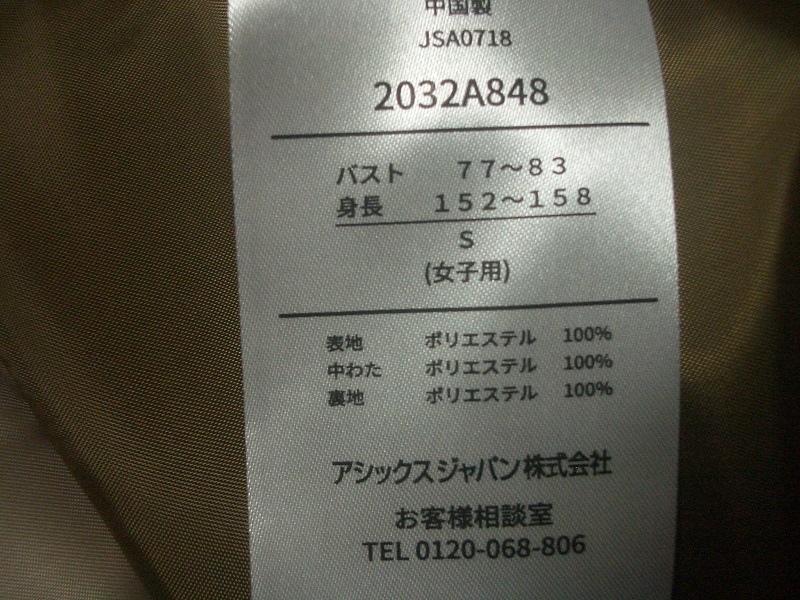 中国製
JSA0718
2032A848
バスト 77～83
身長 152～158
S
(女子用)
表地 ポリエステル 100%
中わた ポリエステル 100%
裏地 ポリエステル 100%
アシックスジャパン株式会社
お客様相談室
TEL 0120-068-806